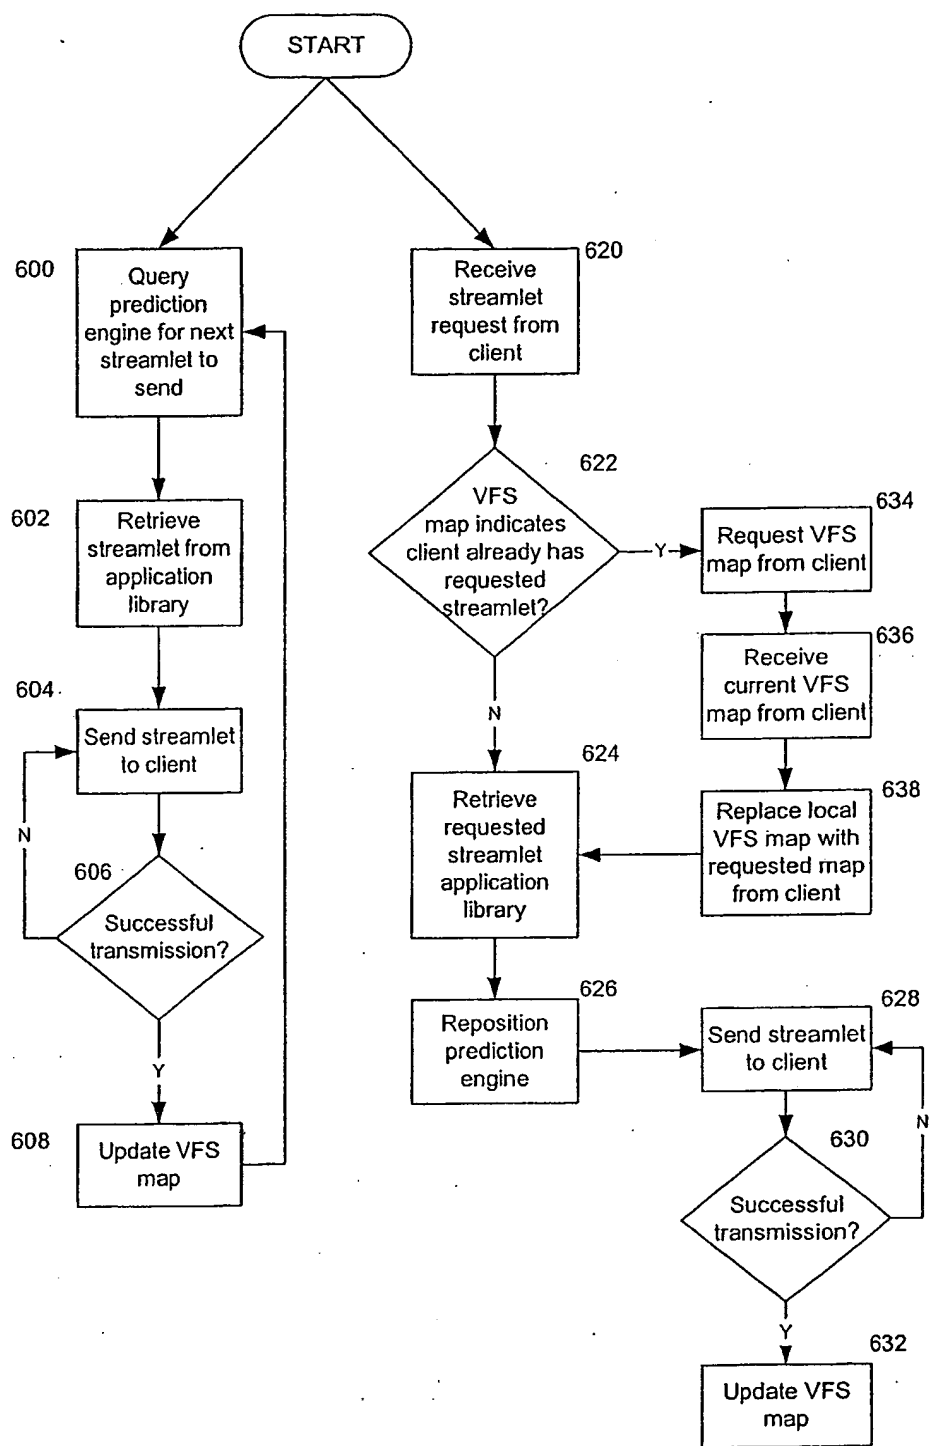 START
600
Query
prediction
engine for next
streamlet to
send
602
Retrieve
streamlet from
application
library
604
Send streamlet
to client
N
606
Successful
transmission?
Y
608
Update VFS
map
620
Receive
streamlet
request from
client
622
VFS
map indicates
client already has
requested
streamlet?
Y
N
634
Request VFS
map from client
636
Receive
current VFS
map from client
638
Replace local
VFS map with
requested map
from client
624
Retrieve
requested
streamlet
application
library
626
Reposition
prediction
engine
628
Send streamlet
to client
N
630
Successful
transmission?
Y
632
Update VFS
map